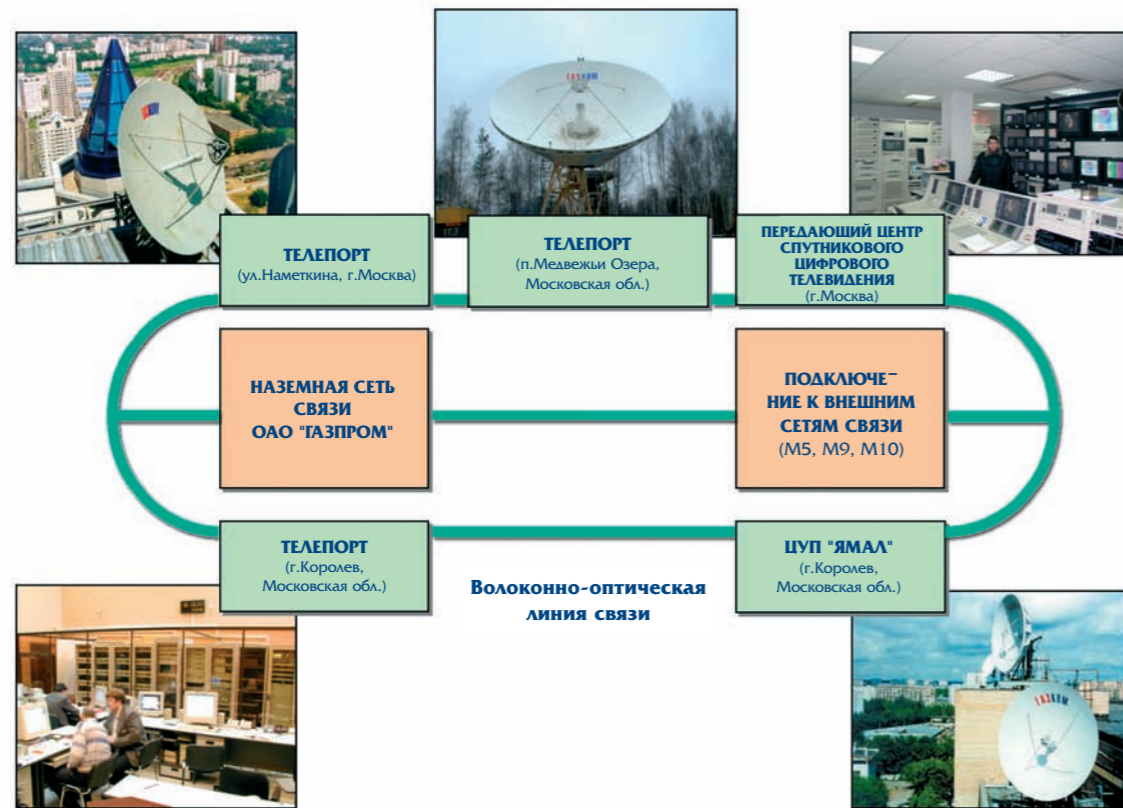 ГАЗКОМ
ТЕЛЕПОРТ
(ул.Наметкина, г.Москва)
ТЕЛЕПОРТ
(п.Медвежьи Озера,
Московская обл.)
ПЕРЕДАЮЩИЙ ЦЕНТР
СПУТНИКОВОГО
ЦИФРОВОГО
ТЕЛЕВИДЕНИЯ
(г.Москва)
НАЗЕМНАЯ СЕТЬ
СВЯЗИ
ОАО "ГАЗПРОМ"
ПОДКЛЮЧЕ–
НИЕ К ВНЕШНИМ
СЕТЯМ СВЯЗИ
(М5, М9, М10)
ТЕЛЕПОРТ
(г.Королев,
Московская обл.)
Волоконно-оптическая
линия связи
ЦУП "ЯМАЛ"
(г.Королев,
Московская обл.)
ГАЗКОМ